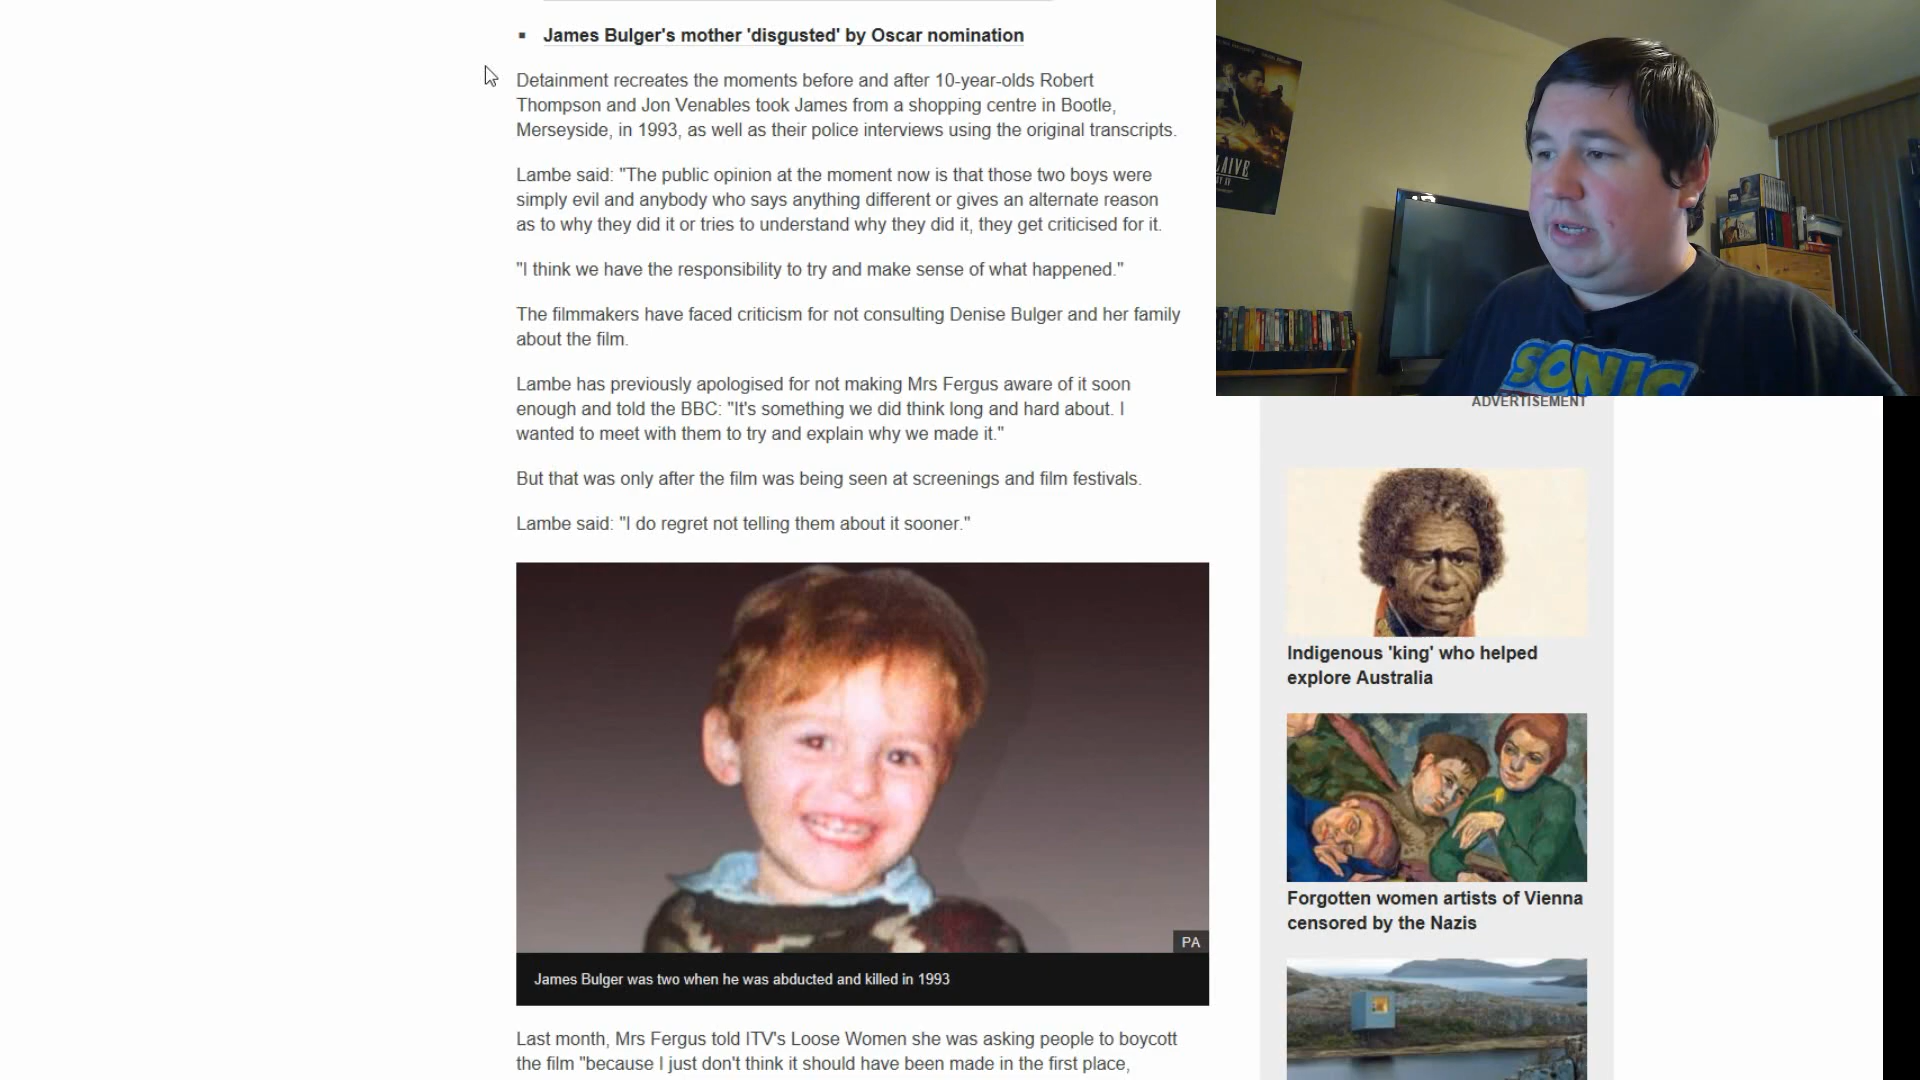 James Bulger's mother 'disgusted' by Oscar nomination
Detainment recreates the moments before and after 10-year-olds Robert
Thompson and Jon Venables took James from a shopping centre in Bootle,
Merseyside, in 1993, as well as their police interviews using the original transcripts.
Lambe said: "The public opinion at the moment now is that those two boys were
simply evil and anybody who says anything different or gives an alternate reason
as to why they did it or tries to understand why they did it, they get criticised for it.
"I think we have the responsibility to try and make sense of what happened."
The filmmakers have faced criticism for not consulting Denise Bulger and her family
about the film.
Lambe has previously apologised for not making Mrs Fergus aware of it soon
enough and told the BBC: "It's something we did think long and hard about. I
wanted to meet with them to try and explain why we made it."
But that was only after the film was being seen at screenings and film festivals.
Lambe said: "I do regret not telling them about it sooner."
PA
James Bulger was two when he was abducted and killed in 1993
Last month, Mrs Fergus told ITV's Loose Women she was asking people to boycott
the film "because I just don't think it should have been made in the first place,
SONIC
ADVERTISEMENT
Indigenous 'king' who helped
explore Australia
Forgotten women artists of Vienna
censored by the Nazis